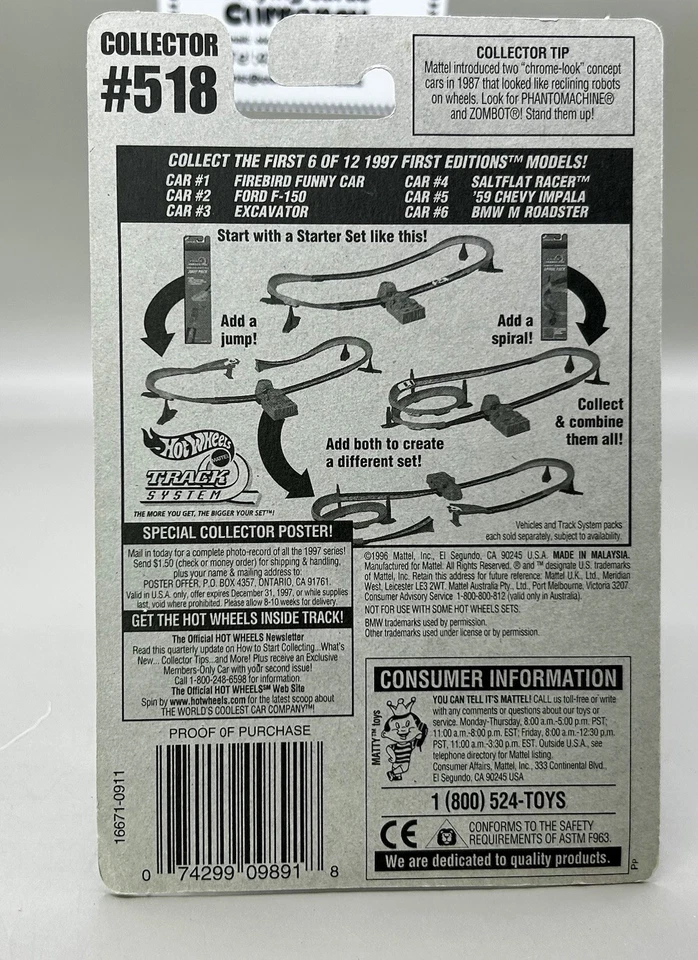 COLLECTOR
#518
COLLECTOR TIP
Mattel introduced two "chrome-look" concept
cars in 1987 that looked like reclining robots
on wheels. Look for PHANTOMACHINE®
and ZOMBOT®! Stand them up!
COLLECT THE FIRST 6 OF 12 1997 FIRST EDITIONS™ MODELS!
CAR #1 FIREBIRD FUNNY CAR CAR #4 SALTFLAT RACER™
CAR #2 FORD F-150 CAR #5 '59 CHEVY IMPALA
CAR #3 EXCAVATOR CAR #6 BMW M ROADSTER
Start with a Starter Set like this!
Add a
jump!
Add a
spiral!
Collect
& combine
them all!
Add both to create
a different set!
Hot Wheels
MATTEL
TRACK
SYSTEM
THE MORE YOU GET, THE BIGGER YOUR SET™!
Vehicles and Track System packs
each sold separately, subject to availability.
SPECIAL COLLECTOR POSTER!
Mail in today for a complete photo-record of all the 1997 series!
Send $1.50 (check or money order) for shipping & handling,
plus your name & mailing address to:
POSTER OFFER, P.O. BOX 4357, ONTARIO, CA 91761.
Valid in U.S.A. only, offer expires December 31, 1997, or while supplies
last, void where prohibited. Please allow 8-10 weeks for delivery.
GET THE HOT WHEELS INSIDE TRACK!
The Official HOT WHEELS Newsletter
Read this quarterly update on How to Start Collecting...What's
New... Collector Tips...and More! Plus receive an Exclusive
Members-Only Car with your second issue!
Call 1-800-248-6598 for information.
The Official HOT WHEELS℠ Web Site
Spin by www.hotwheels.com for the latest scoop about
THE WORLD'S COOLEST CAR COMPANY™!
©1996 Mattel, Inc., El Segundo, CA 90245 U.S.A. MADE IN MALAYSIA.
Manufactured for Mattel. All Rights Reserved. ® and ™ designate U.S. trademarks
of Mattel, Inc. Retain this address for future reference: Mattel U.K., Ltd., Meridian
West, Leicester LE3 2WT. Mattel Australia Pty., Ltd., Port Melbourne, Victoria 3207.
Consumer Advisory Service 1-800-800-812 (valid only in Australia).
NOT FOR USE WITH SOME HOT WHEELS SETS.
BMW trademarks used by permission.
Other trademarks used under license or by permission.
CONSUMER INFORMATION
MATTY™ toys
YOU CAN TELL IT'S MATTEL! CALL us toll-free or write
with any comments or questions about our toys or
service. Monday-Thursday, 8:00 a.m.-5:00 p.m. PST;
11:00 a.m.-8:00 p.m. EST; Friday, 8:00 a.m.-12:30 p.m.
PST, 11:00 a.m.-3:30 p.m. EST. Outside U.S.A., see
telephone directory for Mattel listing.
Consumer Affairs, Mattel, Inc., 333 Continental Blvd.,
El Segundo, CA 90245 USA
1 (800) 524-TOYS
CE
CONFORMS TO THE SAFETY
REQUIREMENTS OF ASTM F963.
We are dedicated to quality products.
Pp
PROOF OF PURCHASE
16671-0911
0 74299 09891 8